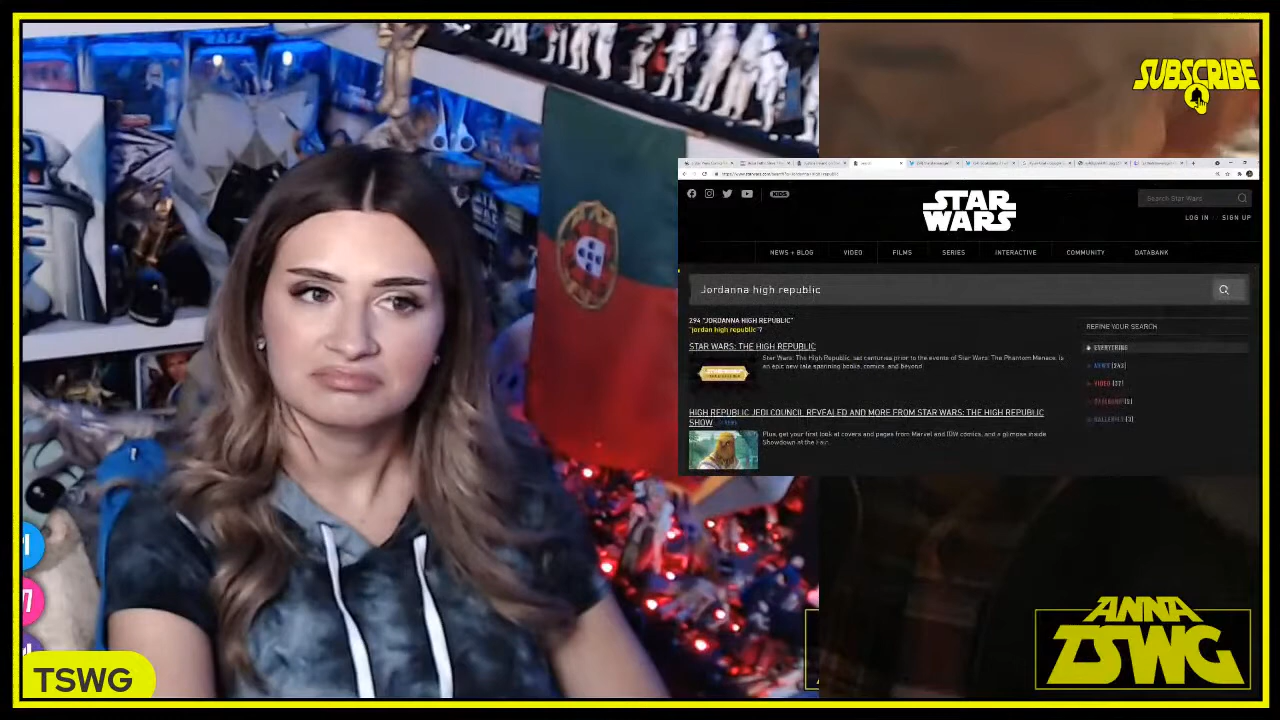 SUBSCRIBE
KIDS
STAR
WARS
Search Star Wars
LOG IN
SIGN UP
NEWS + BLOG
VIDEO
FILMS
SERIES
INTERACTIVE
COMMUNITY
DATABANK
Jordanna high republic
294 "JORDANNA HIGH REPUBLIC"
"jordan high republic"?
STAR WARS: THE HIGH REPUBLIC
Star Wars: The High Republic, set centuries prior to the events of Star Wars: The Phantom Menace, is
an epic new tale spanning books, comics, and beyond
HIGH REPUBLIC JEDI COUNCIL REVEALED AND MORE FROM STAR WARS: THE HIGH REPUBLIC
SHOW
Plus, get your first look at covers and pages from Marvel and IDW comics, and a glimpse inside
Showdown at the Fair.
REFINE YOUR SEARCH
EVERYTHING
NEWS (243)
VIDEO (37)
ANNA
TSWG
TSWG